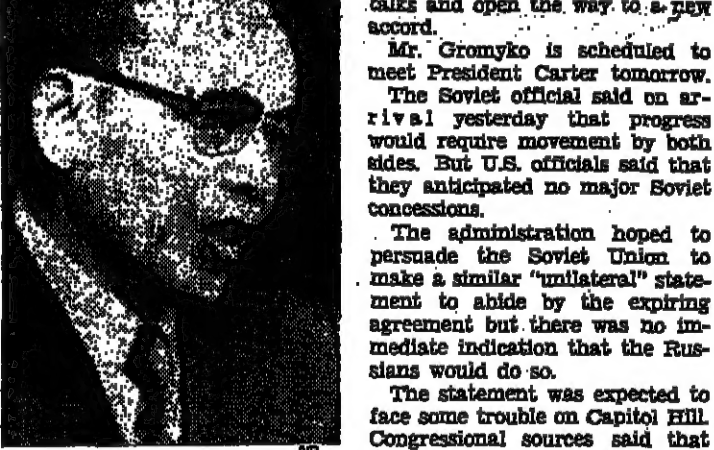 talks and open the way to a new
accord.
Mr. Gromyko is scheduled to
meet President Carter tomorrow.
The Soviet official said on ar-
rival yesterday that progress
would require movement by both
sides. But U.S. officials said that
they anticipated no major Soviet
concessions.
The administration hoped to
persuade the Soviet Union to
make a similar "unilateral" state-
ment to abide by the expiring
agreement but there was no im-
mediate indication that the Rus-
sians would do so.
The statement was expected to
face some trouble on Capitol Hill.
Congressional sources said that